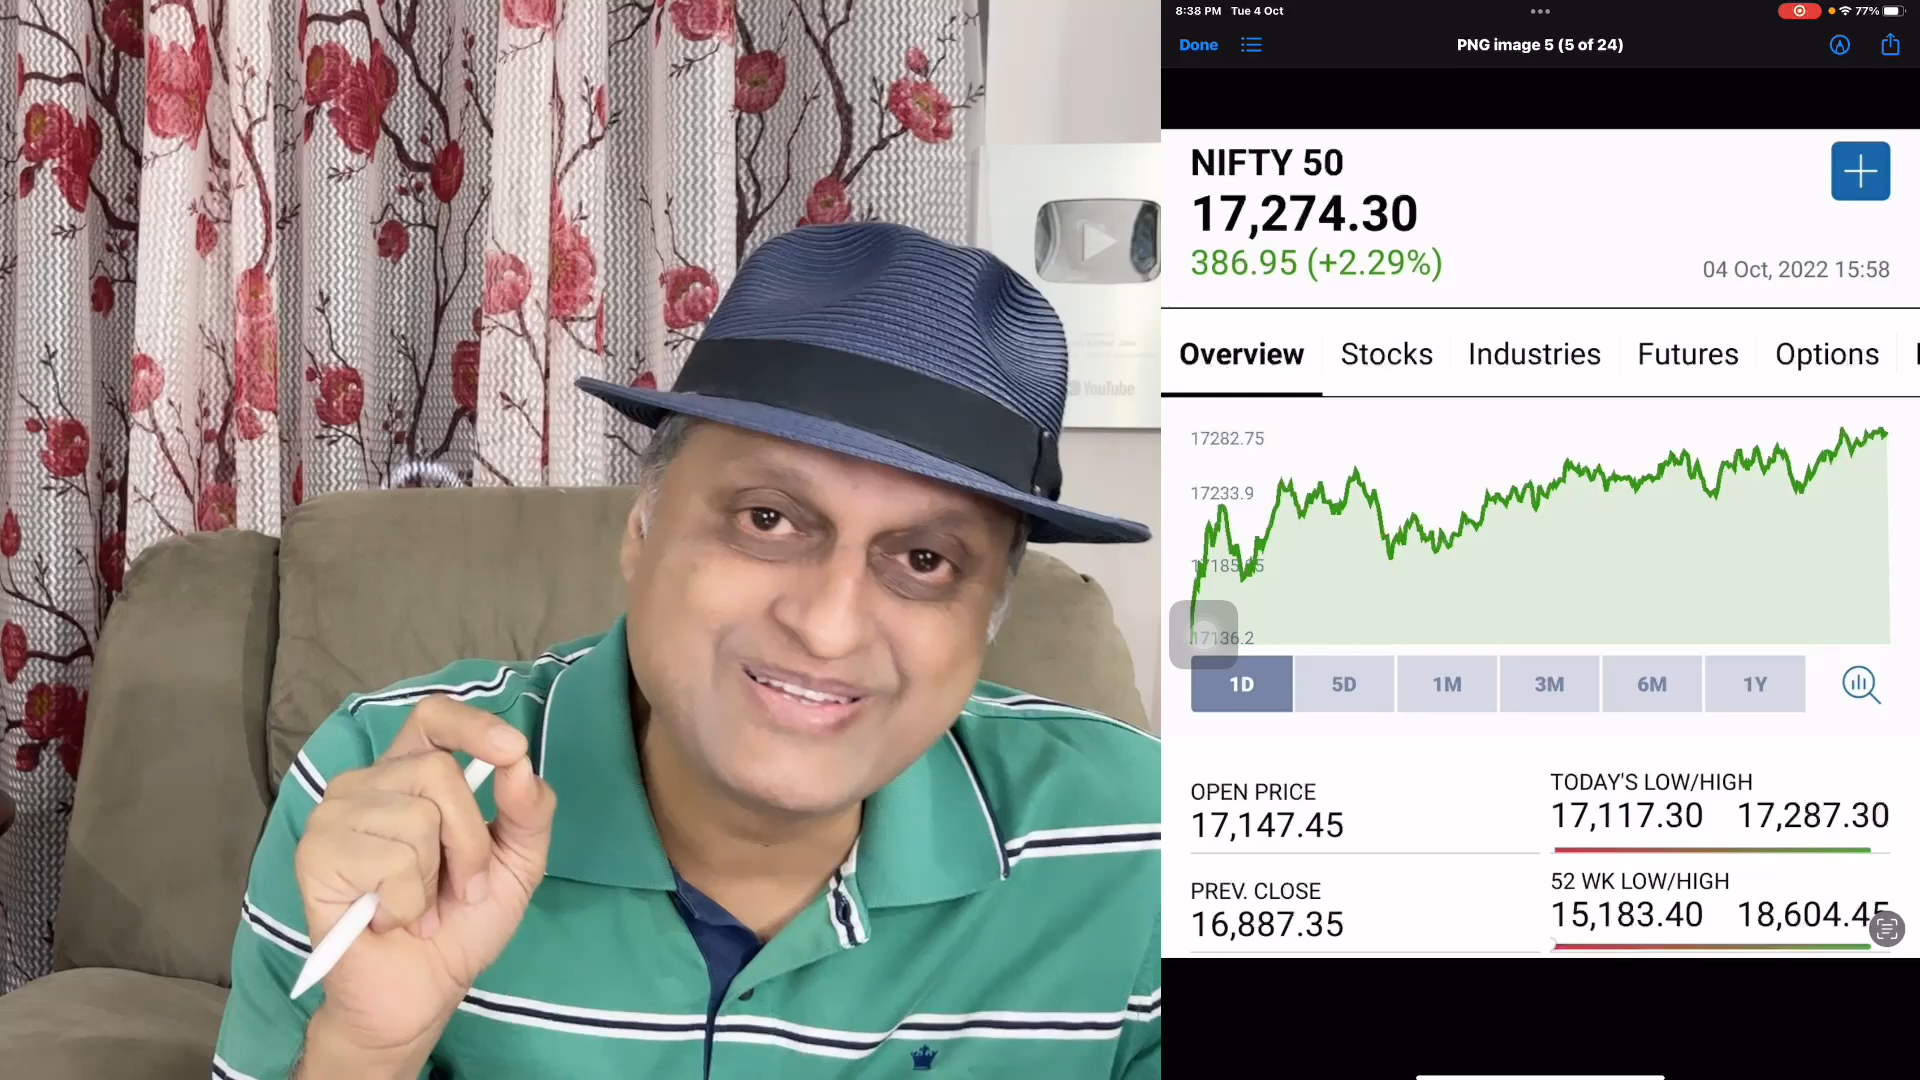 8:38 PM Tue 4 Oct
77%
Done
PNG image 5 (5 of 24)
NIFTY 50
17,274.30
386.95 (+2.29%)
04 Oct, 2022 15:58
Overview Stocks Industries Futures Options
17282.75
17233.9
17136.2
1D 5D 1M 3M 6M 1Y
OPEN PRICE
17,147.45
TODAY'S LOW/HIGH
17,117.30 17,287.30
PREV. CLOSE
16,887.35
52 WK LOW/HIGH
15,183.40 18,604.45
YouTube